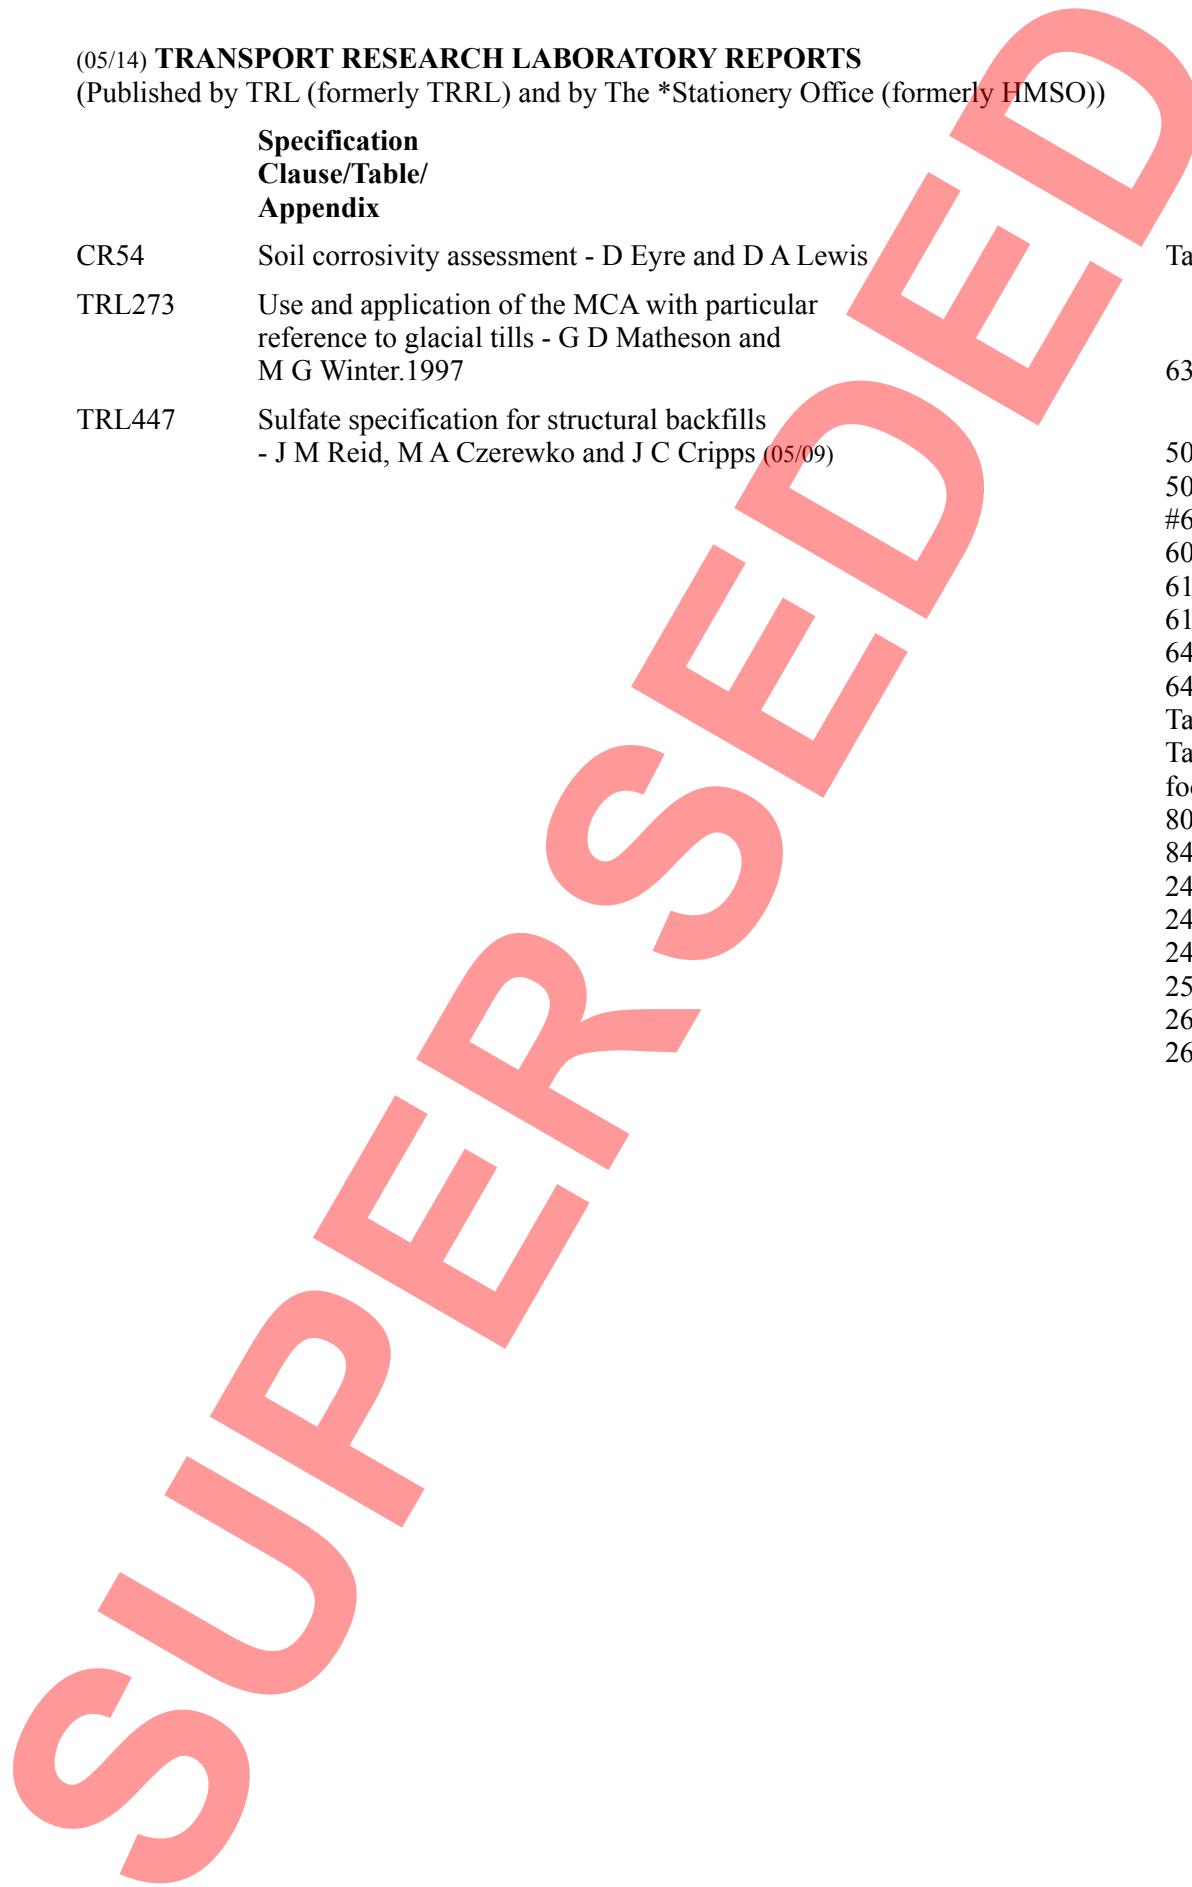 (05/14) TRANSPORT RESEARCH LABORATORY REPORTS
(Published by TRL (formerly TRRL) and by The *Stationery Office (formerly HMSO))
Specification
Clause/Table/
Appendix
CR54 Soil corrosivity assessment - D Eyre and D A Lewis
TRL273 Use and application of the MCA with particular
reference to glacial tills - G D Matheson and
M G Winter.1997
TRL447 Sulfate specification for structural backfills
- J M Reid, M A Czerewko and J C Cripps (05/09)
SUPERSEDED